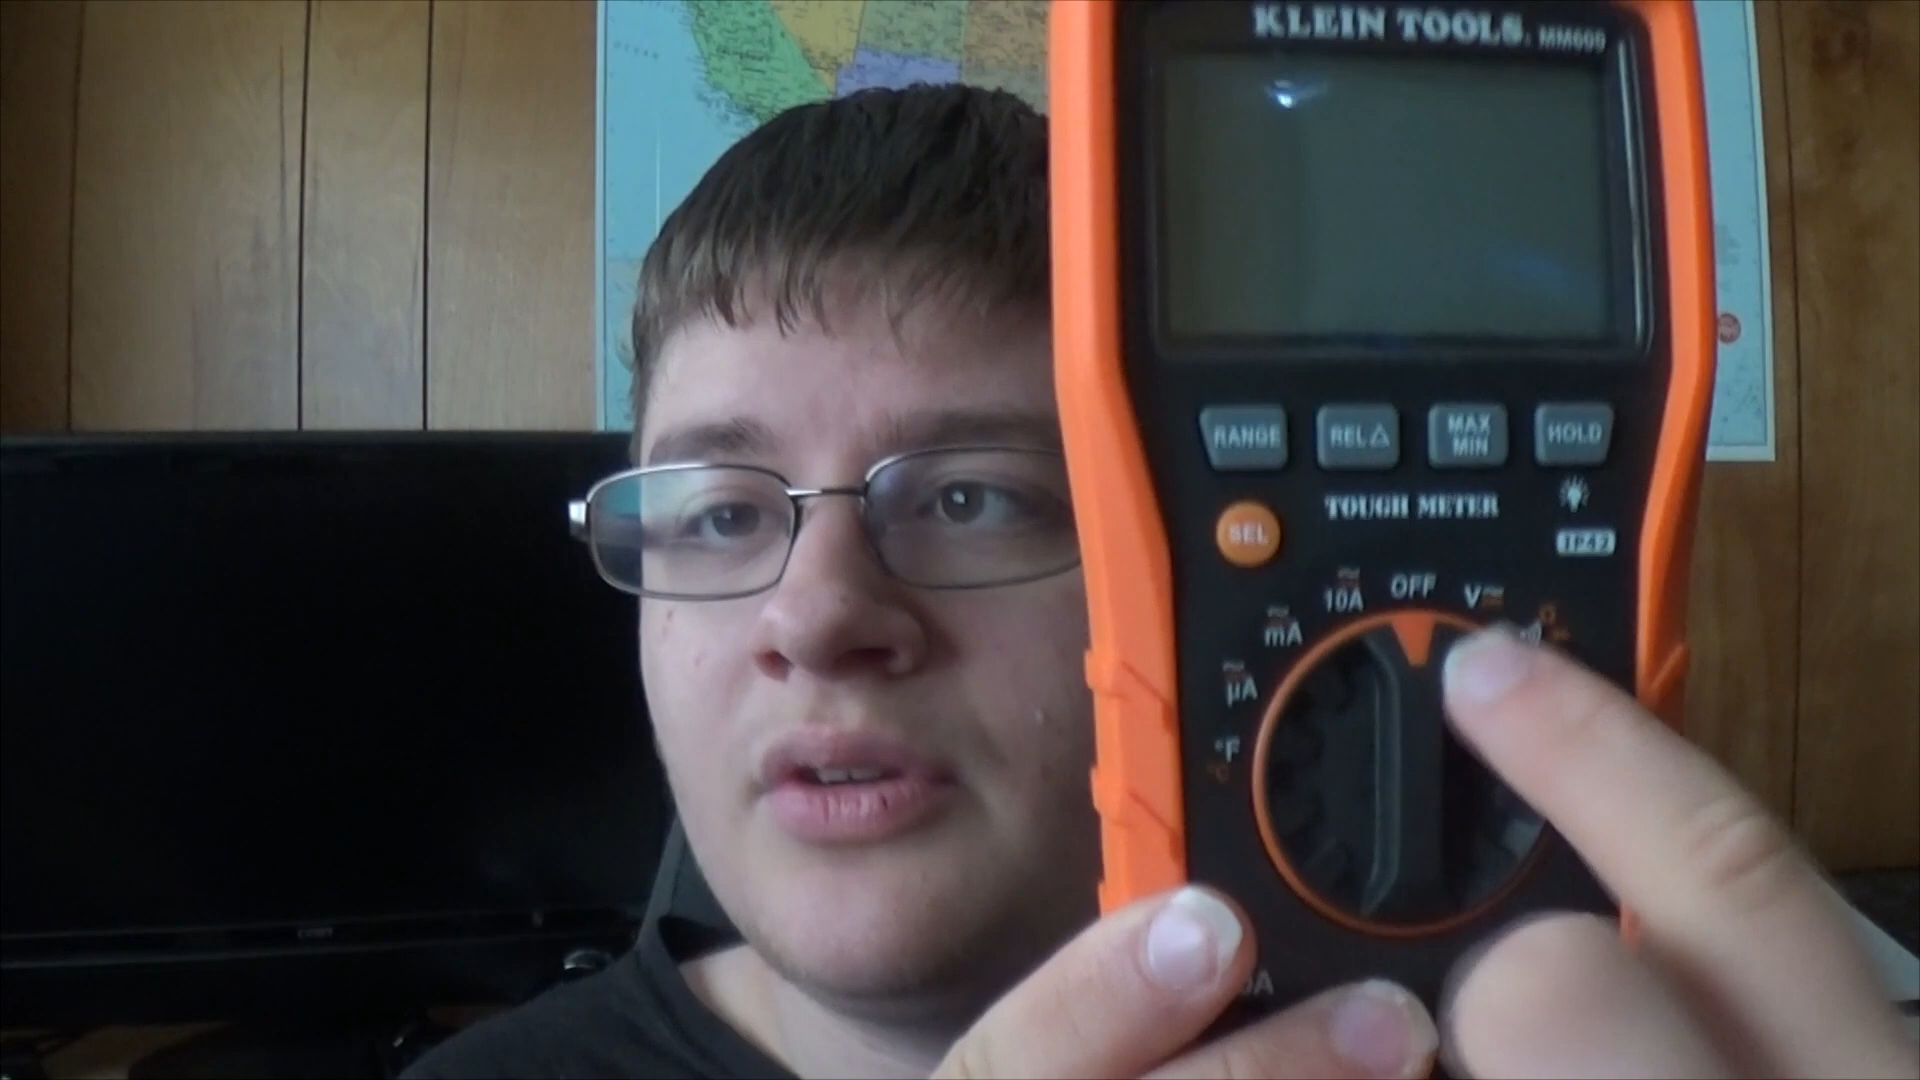 KLEIN TOOLS® MM600
RANGE
REL△
MAX
MIN
HOLD
TOUGH METER
SEL
IP42
10A
OFF
V
mA
µA
°F